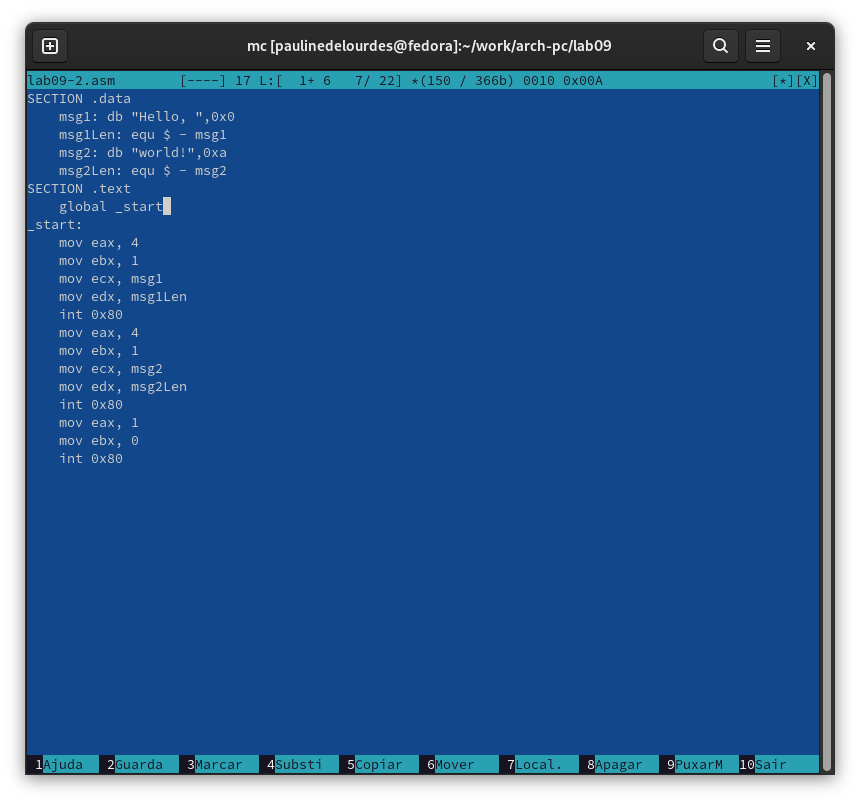 mc [paulinedelourdes@fedora]:~/work/arch-pc/lab09
lab09-2.asm        [----] 17 L:[  1+ 6   7/ 22] *(150 / 366b) 0010 0x00A                     [*][X]
SECTION .data
    msg1: db "Hello, ",0x0
    msg1Len: equ $ - msg1
    msg2: db "world!",0xa
    msg2Len: equ $ - msg2
SECTION .text
    global _start
_start:
    mov eax, 4
    mov ebx, 1
    mov ecx, msg1
    mov edx, msg1Len
    int 0x80
    mov eax, 4
    mov ebx, 1
    mov ecx, msg2
    mov edx, msg2Len
    int 0x80
    mov eax, 1
    mov ebx, 0
    int 0x80
 1Ajuda   2Guarda   3Marcar   4Substi   5Copiar   6Mover    7Local.   8Apagar   9PuxarM  10Sair